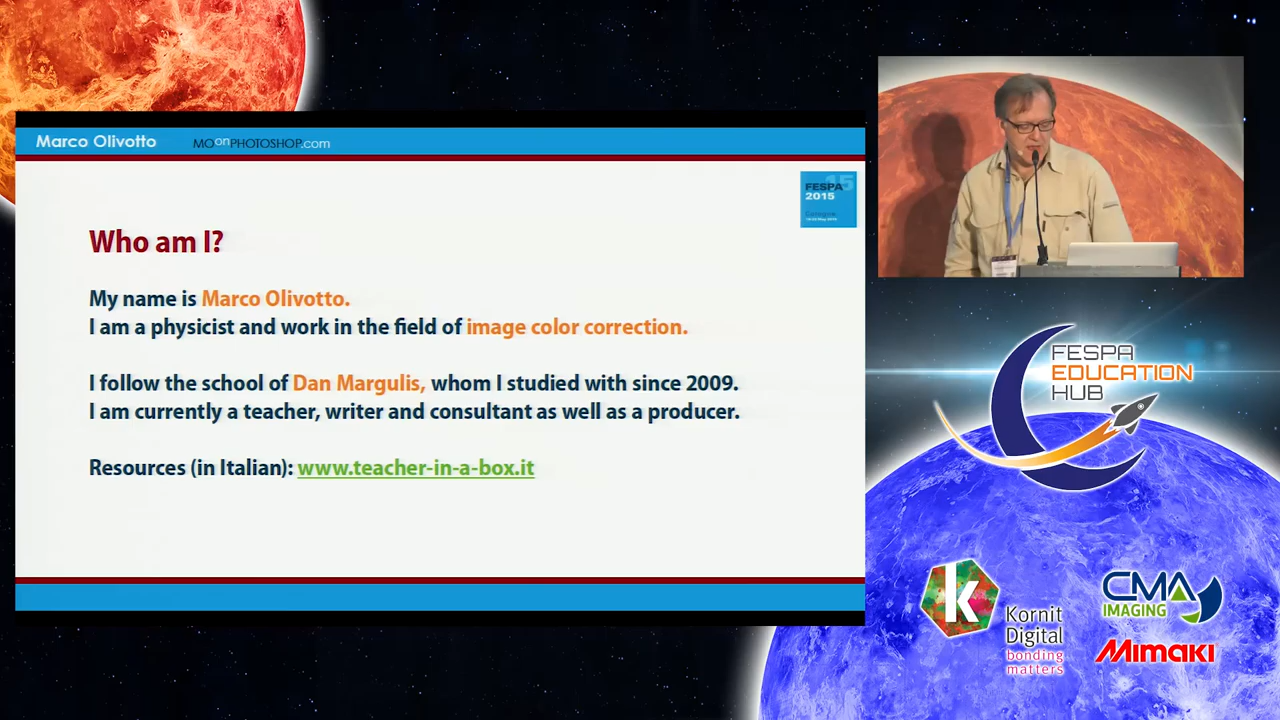 Marco Olivotto
MOonPHOTOSHOP.com
FESPA 15
2015
Who am I?
My name is Marco Olivotto.
I am a physicist and work in the field of image color correction.
I follow the school of Dan Margulis, whom I studied with since 2009.
I am currently a teacher, writer and consultant as well as a producer.
Resources (in Italian): www.teacher-in-a-box.it
FESPA
EDUCATION
HUB
k
Kornit
Digital
bonding
matters
CMA
IMAGING
Mimaki